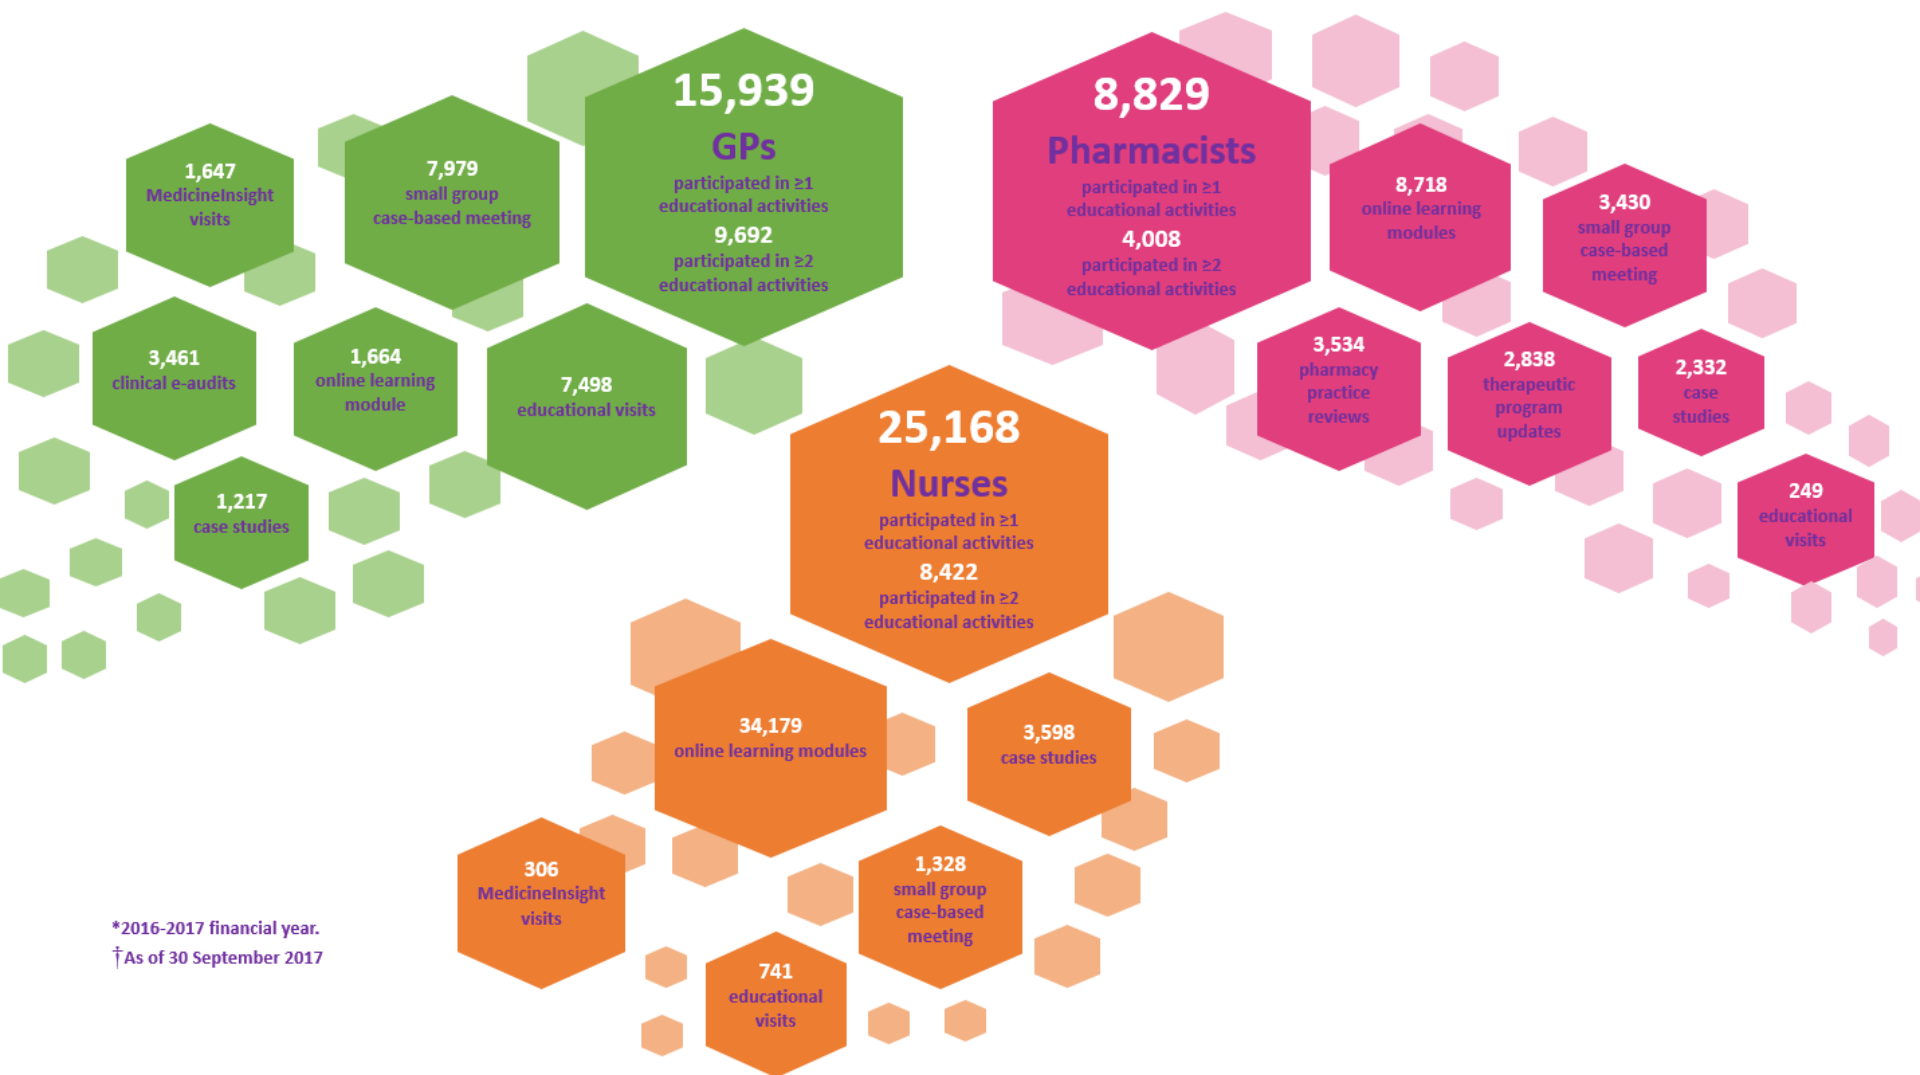 15,939
GPs
participated in ≥1
educational activities
9,692
participated in ≥2
educational activities
1,647
MedicineInsight
visits
7,979
small group
case-based meeting
3,461
clinical e-audits
1,664
online learning
module
7,498
educational visits
1,217
case studies
8,829
Pharmacists
participated in ≥1
educational activities
4,008
participated in ≥2
educational activities
8,718
online learning
modules
3,430
small group
case-based
meeting
3,534
pharmacy
practice
reviews
2,838
therapeutic
program
updates
2,332
case
studies
249
educational
visits
25,168
Nurses
participated in ≥1
educational activities
8,422
participated in ≥2
educational activities
34,179
online learning modules
3,598
case studies
306
MedicineInsight
visits
1,328
small group
case-based
meeting
741
educational
visits
*2016-2017 financial year.
†As of 30 September 2017